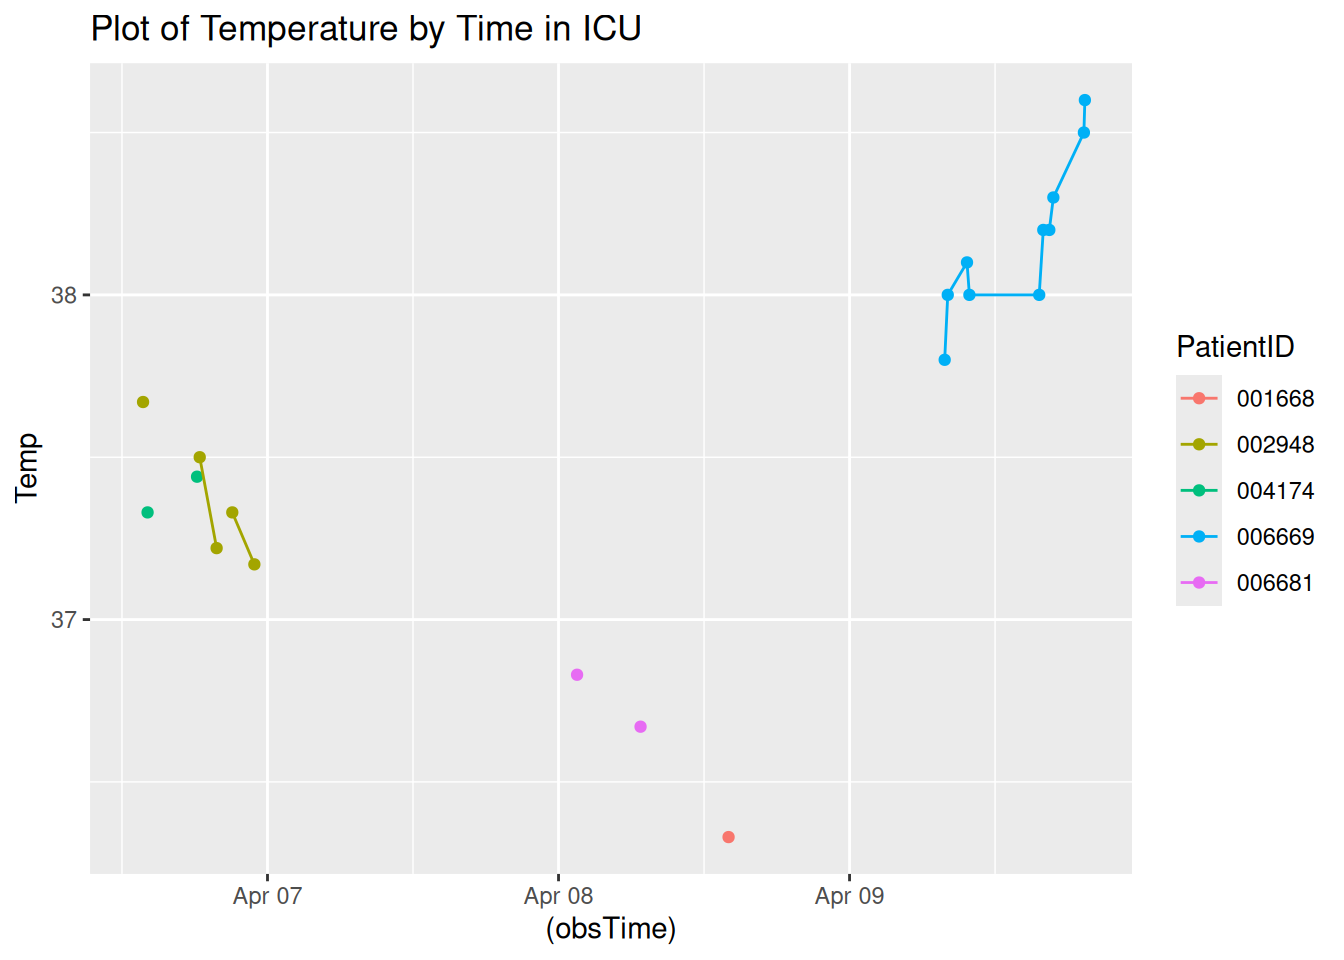 Plot of Temperature by Time in ICU
Temp
38
37
Apr 07
Apr 08
Apr 09
(obsTime)
PatientID
001668
002948
004174
006669
006681